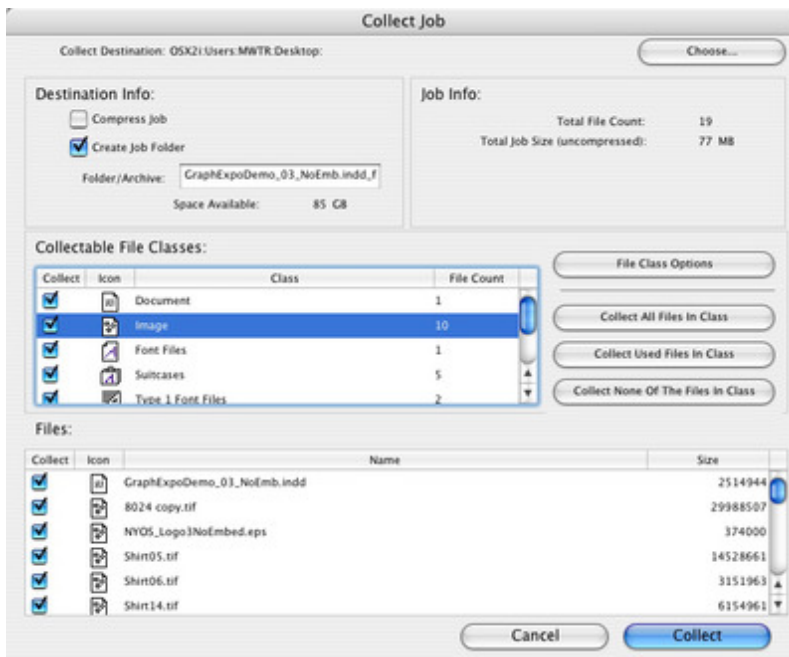 Collect Job
Collect Destination: OSX2i:Users:MWTR:Desktop:
Choose...
Destination Info:
Compress Job
Create Job Folder
Folder/Archive: GraphExpoDemo_03_NoEmb.indd_f
Space Available: 85 GB
Job Info:
Total File Count: 19
Total Job Size (uncompressed): 77 MB
Collectable File Classes:
Collect Icon Class File Count
Document 1
Image 10
Font Files 1
Suitcases 5
Type 1 Font Files 2
File Class Options
Collect All Files In Class
Collect Used Files In Class
Collect None Of The Files In Class
Files:
Collect Icon Name Size
GraphExpoDemo_03_NoEmb.indd 2514944
8024 copy.tif 29988507
NYOS_Logo3NoEmbed.eps 374000
Shirt05.tif 14528661
Shirt06.tif 3151963
Shirt14.tif 6154961
Cancel Collect